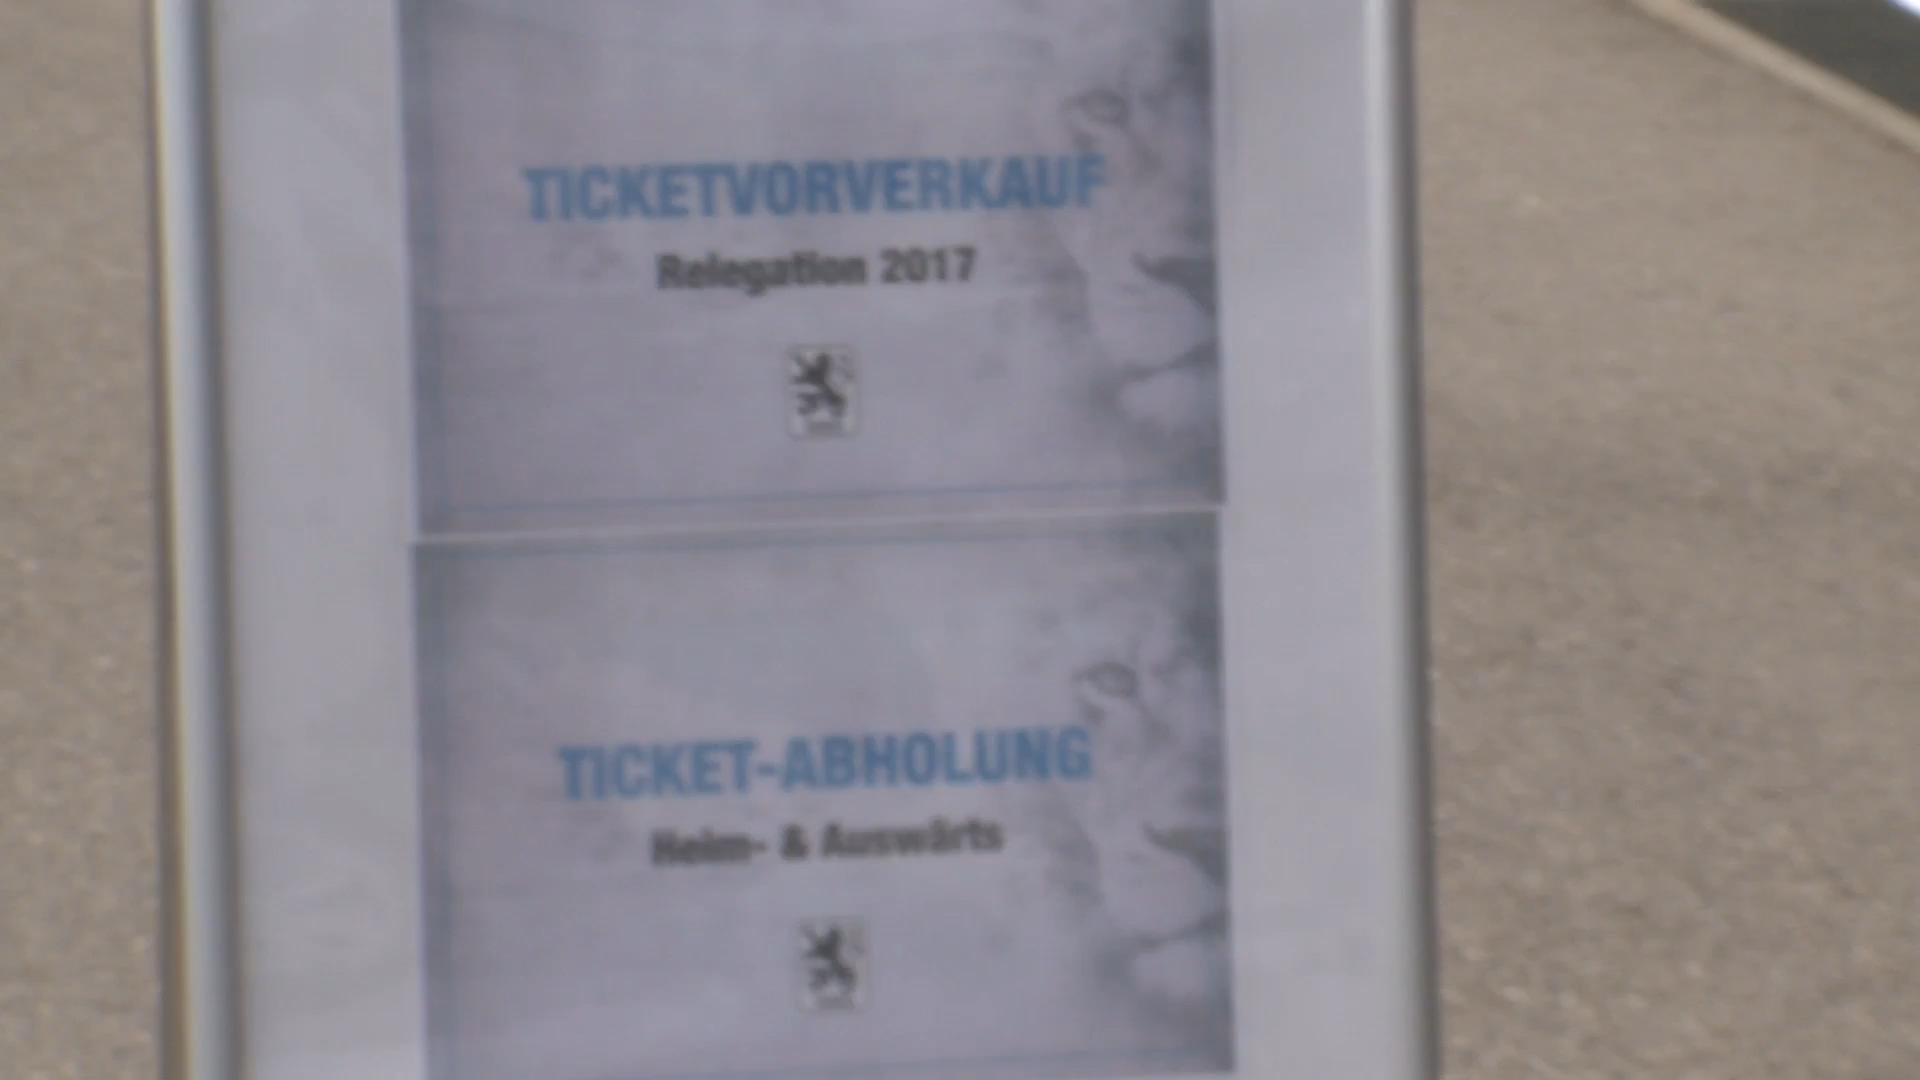 TICKETVORVERKAUF
Relegation 2017
TICKET-ABHOLUNG
Heim- & Auswärts